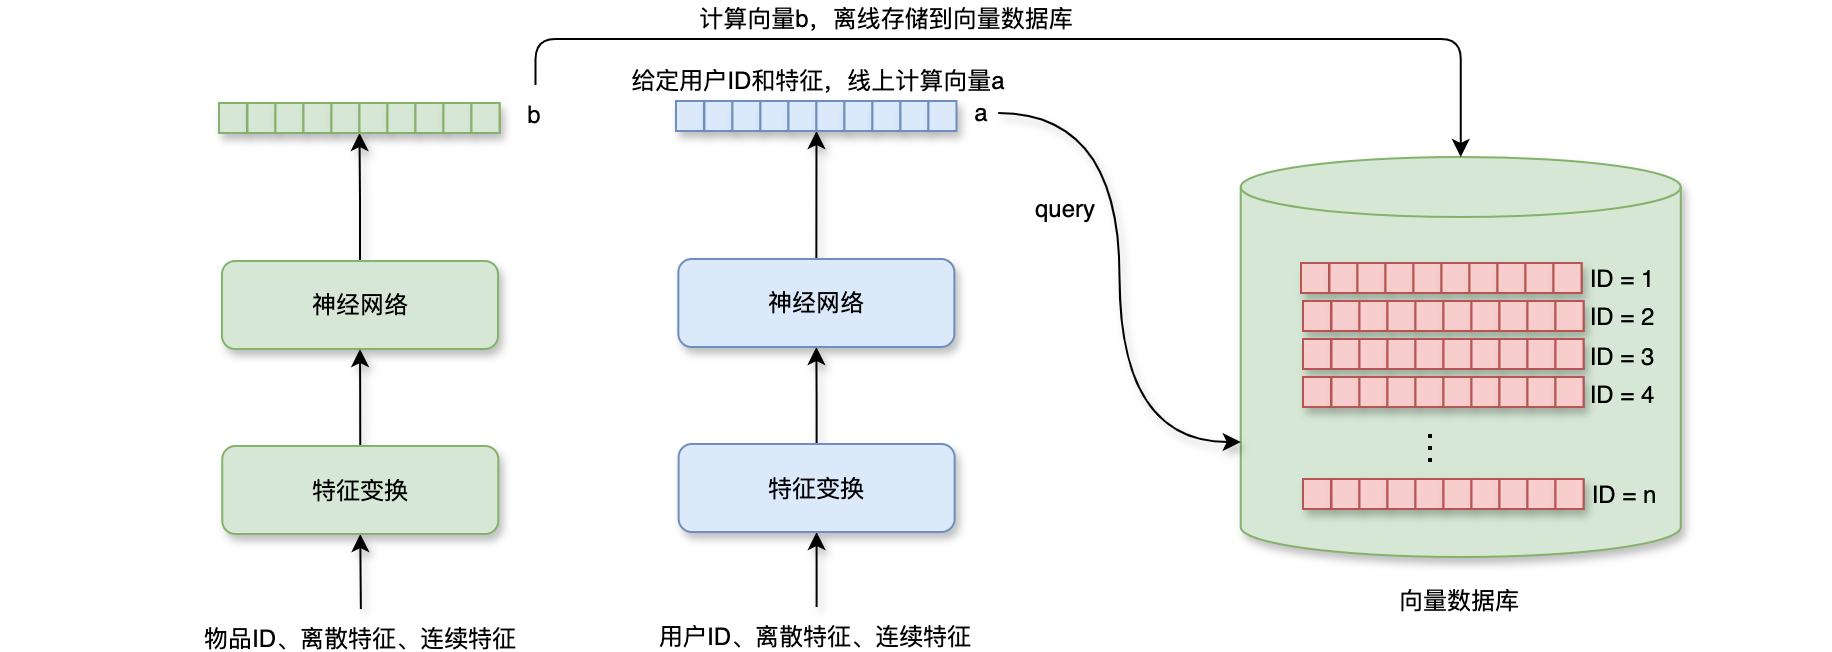 计算向量b，离线存储到向量数据库
给定用户ID和特征，线上计算向量a
b
a
query
神经网络
神经网络
特征变换
特征变换
物品ID、离散特征、连续特征
用户ID、离散特征、连续特征
ID = 1
ID = 2
ID = 3
ID = 4
⋮
ID = n
向量数据库